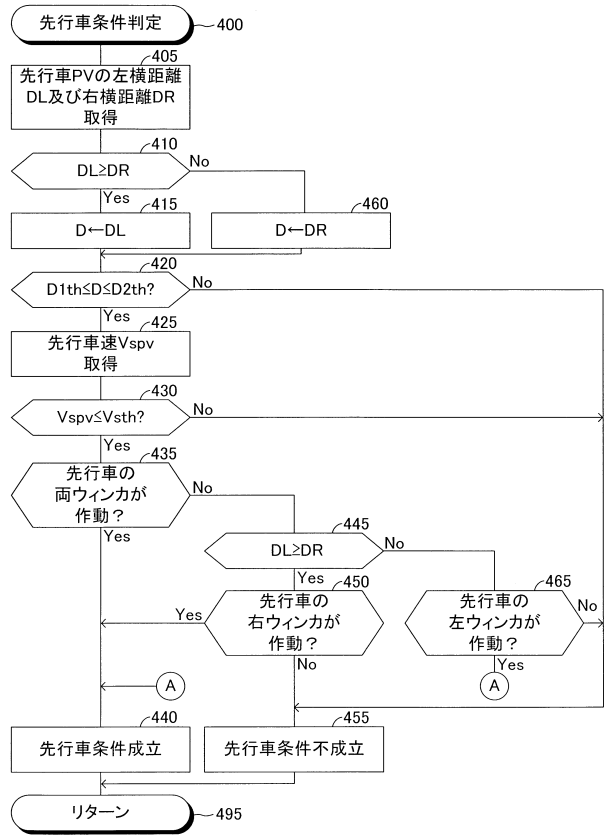 先行車条件判定
400
405
先行車PVの左横距離
DL及び右横距離DR
取得
410
DL≥DR
No
Yes
415
D←DL
460
D←DR
420
D1th≤D≤D2th?
No
Yes
425
先行車速Vspv
取得
430
Vspv≤Vsth?
No
Yes
435
先行車の
両ウィンカが
作動？
No
Yes
445
DL≥DR
No
Yes
450
先行車の
右ウィンカが
作動？
Yes
No
465
先行車の
左ウィンカが
作動？
No
Yes
A
A
440
先行車条件成立
455
先行車条件不成立
リターン
495